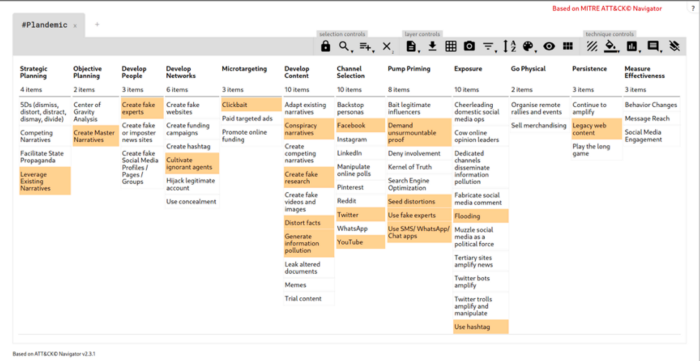 Based on MITRE ATT&CK© Navigator
?
#Plandemic x +
selection controls layer controls technique controls
Strategic Planning
4 items
5Ds (dismiss, distort, distract, dismay, divide)
Competing Narratives
Facilitate State Propaganda
Leverage Existing Narratives
Objective Planning
2 items
Center of Gravity Analysis
Create Master Narratives
Develop People
3 items
Create fake experts
Create fake or imposter news sites
Create fake Social Media Profiles / Pages / Groups
Develop Networks
6 items
Create fake websites
Create funding campaigns
Create hashtag
Cultivate ignorant agents
Hijack legitimate account
Use concealment
Microtargeting
3 items
Clickbait
Paid targeted ads
Promote online funding
Develop Content
10 items
Adapt existing narratives
Conspiracy narratives
Create competing narratives
Create fake research
Create fake videos and images
Distort facts
Generate information pollution
Leak altered documents
Memes
Trial content
Channel Selection
10 items
Backstop personas
Facebook
Instagram
LinkedIn
Manipulate online polls
Pinterest
Reddit
Twitter
WhatsApp
YouTube
Pump Priming
8 items
Bait legitimate influencers
Demand unsurmountable proof
Deny involvement
Kernel of Truth
Search Engine Optimization
Seed distortions
Use fake experts
Use SMS/ WhatsApp/ Chat apps
Exposure
10 items
Cheerleading domestic social media ops
Cow online opinion leaders
Dedicated channels disseminate information pollution
Fabricate social media comment
Flooding
Muzzle social media as a political force
Tertiary sites amplify news
Twitter bots amplify
Twitter trolls amplify and manipulate
Use hashtag
Go Physical
2 items
Organise remote rallies and events
Sell merchandising
Persistence
3 items
Continue to amplify
Legacy web content
Play the long game
Measure Effectiveness
3 items
Behavior Changes
Message Reach
Social Media Engagement
Based on ATT&CK© Navigator v2.3.1